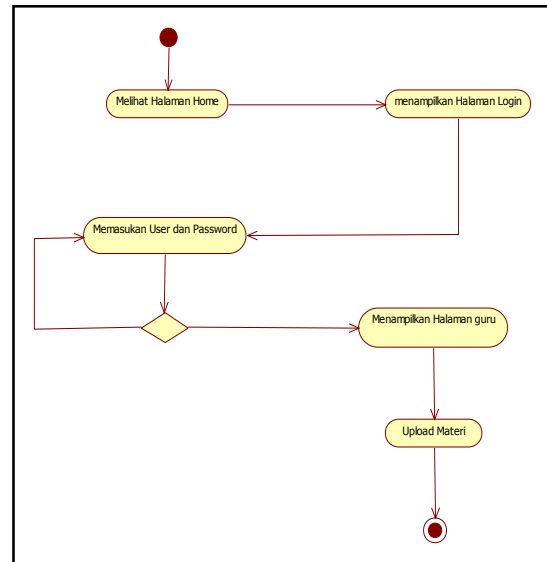 Melihat Halaman Home
menampilkan Halaman Login
Memasukan User dan Password
Menampilkan Halaman guru
Upload Materi